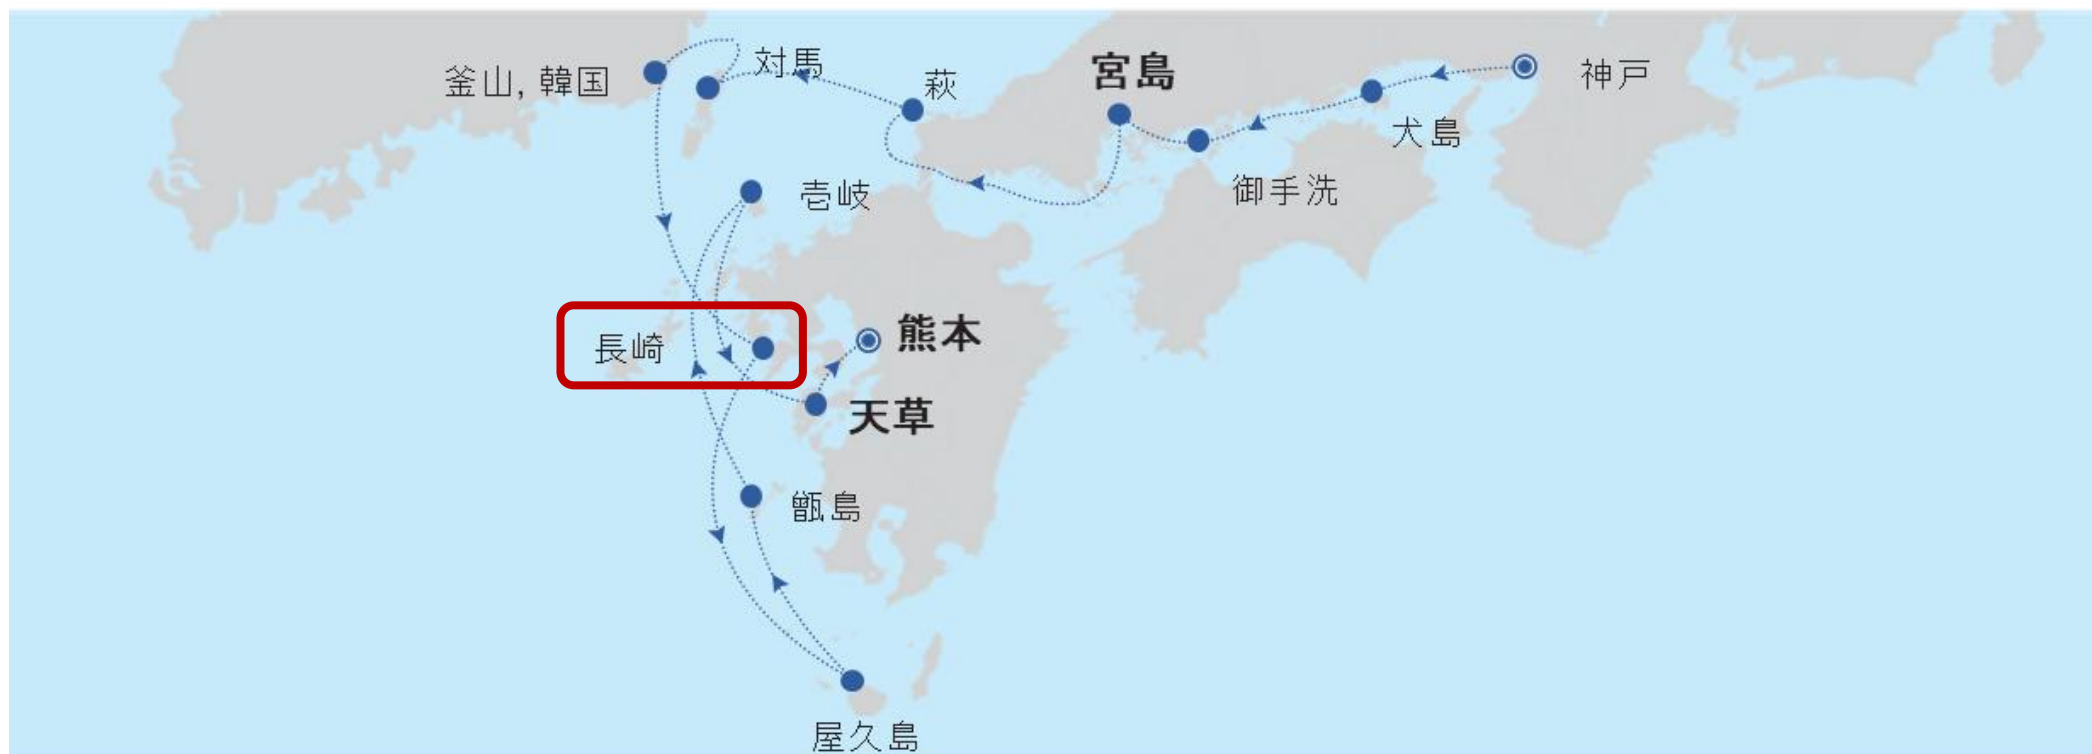 対馬
釜山, 韓国
萩
宮島
神戸
犬島
御手洗
壱岐
長崎
熊本
天草
甑島
屋久島